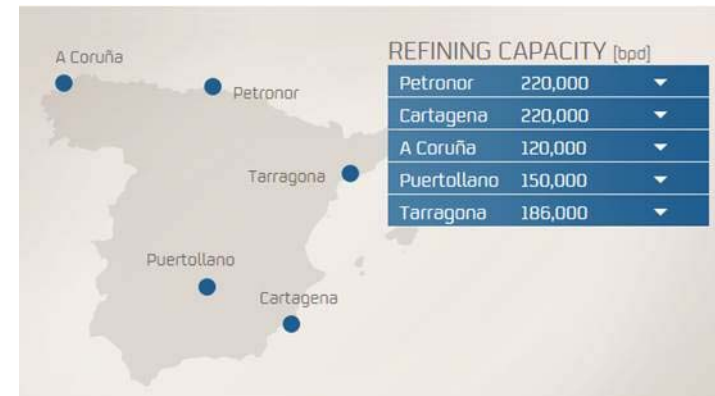 A Coruña
Petronor
Tarragona
Puertollano
Cartagena
REFINING CAPACITY [bpd]
Petronor 220,000
Cartagena 220,000
A Coruña 120,000
Puertollano 150,000
Tarragona 186,000